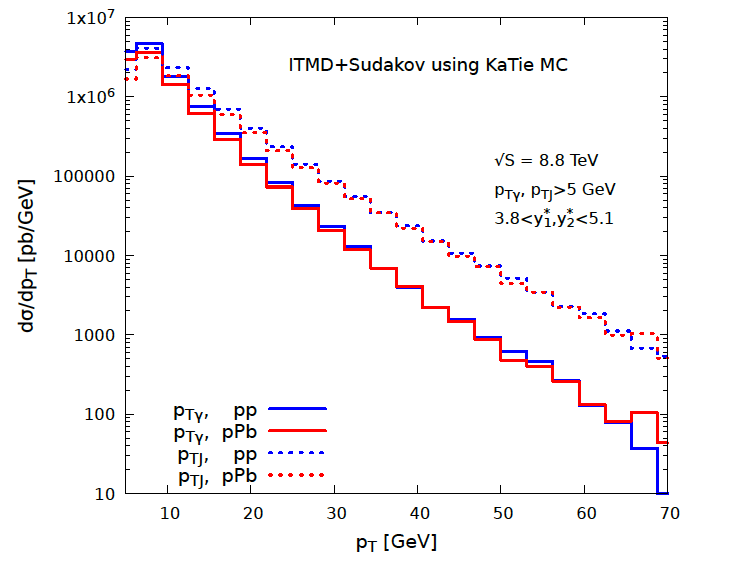 1x10⁷
1x10⁶
100000
10000
1000
100
10
dσ/dp_T [pb/GeV]
ITMD+Sudakov using KaTie MC
√S = 8.8 TeV
p_Tγ, p_TJ>5 GeV
3.8<y₁*,y₂*<5.1
p_Tγ, pp
p_Tγ, pPb
p_TJ, pp
p_TJ, pPb
10 20 30 40 50 60 70
p_T [GeV]